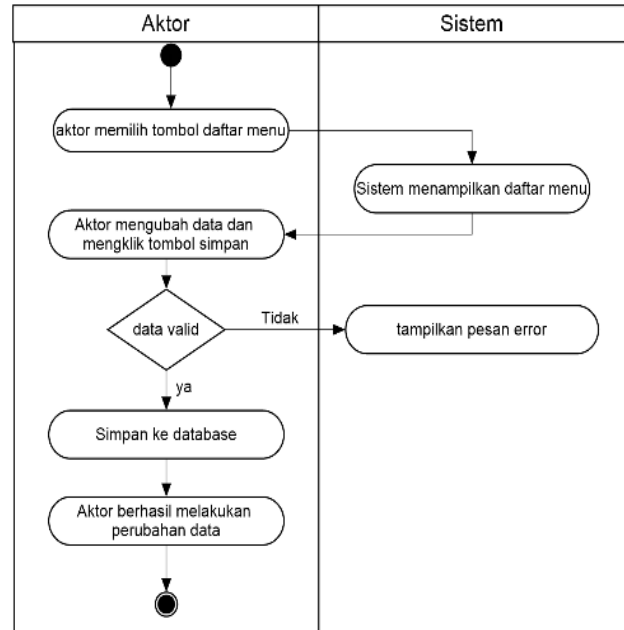 Aktor
Sistem
aktor memilih tombol daftar menu
Sistem menampilkan daftar menu
Aktor mengubah data dan
mengklik tombol simpan
data valid
Tidak
tampilkan pesan error
ya
Simpan ke database
Aktor berhasil melakukan
perubahan data